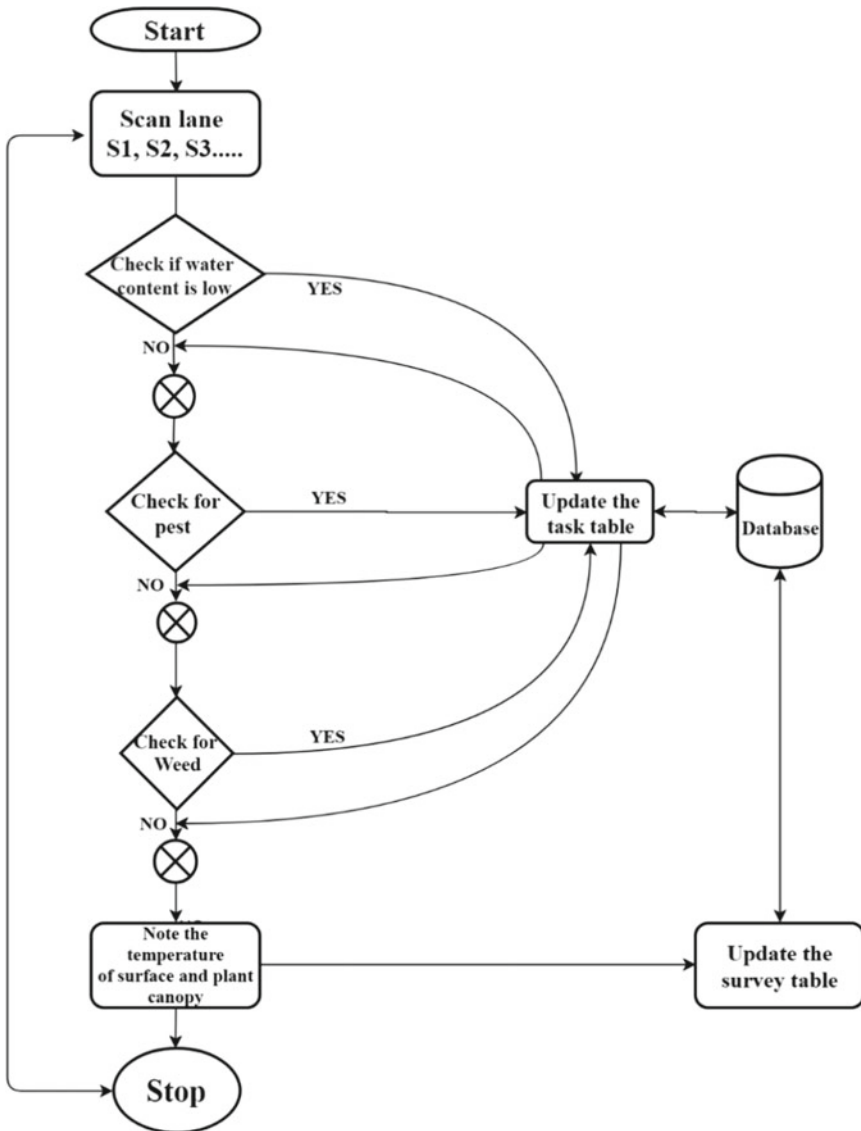 Start
Scan lane
S1, S2, S3.....
Check if water
content is low
YES
NO
Check for
pest
YES
Update the
task table
Database
NO
Check for
Weed
YES
NO
Note the
temperature
of surface and plant
canopy
Update the
survey table
Stop